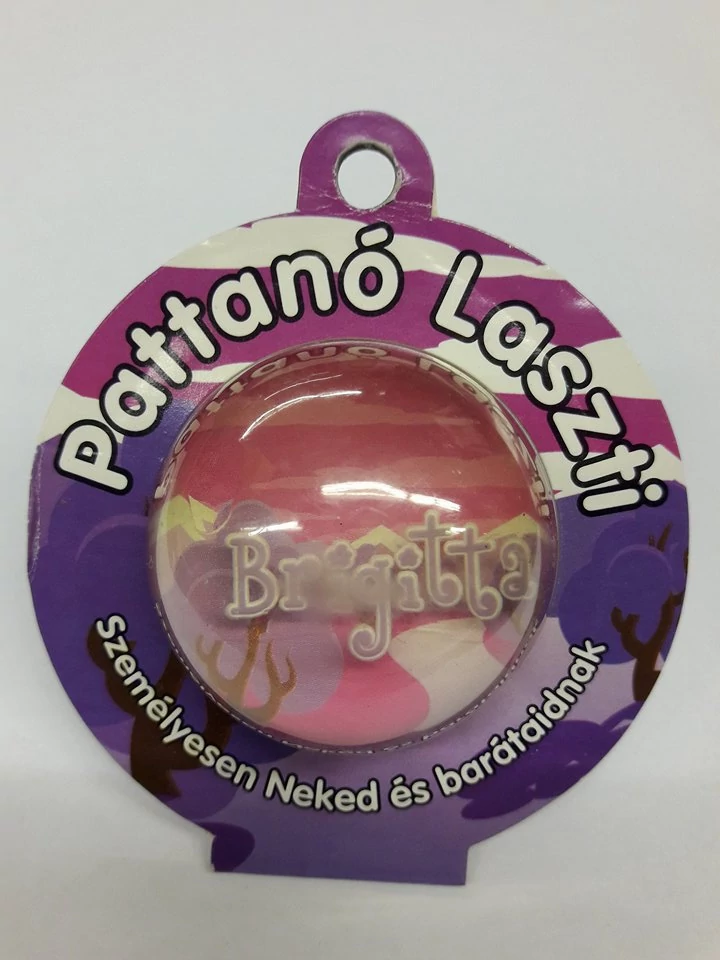 Pattanó Laszti
Brigitta
Személyesen Neked és barátaidnak